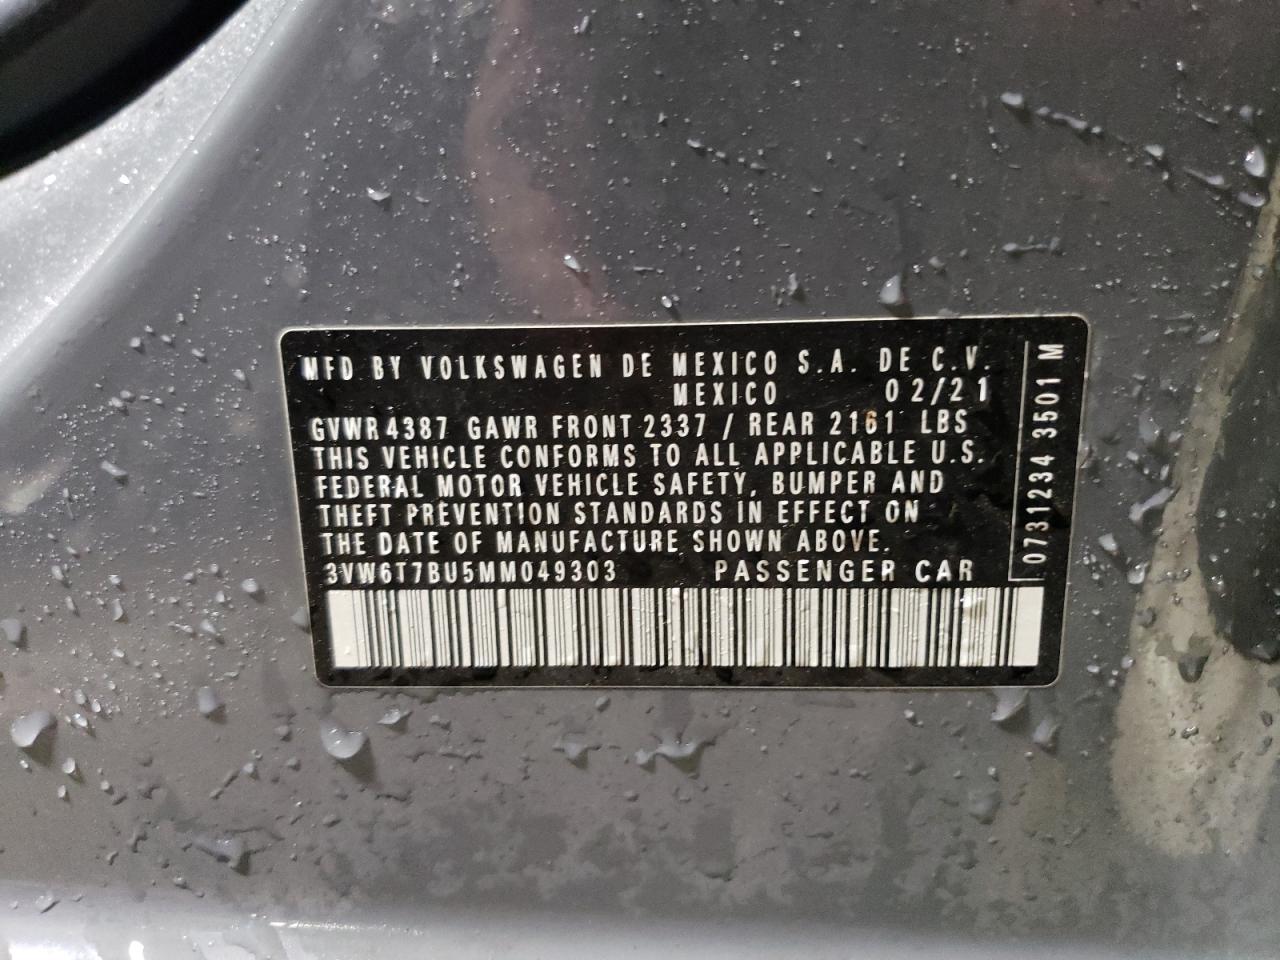 MFD BY VOLKSWAGEN DE MEXICO S.A. DE C.V.
MEXICO 02/21
GVWR 4387 GAWR FRONT 2337 / REAR 2161 LBS
THIS VEHICLE CONFORMS TO ALL APPLICABLE U.S.
FEDERAL MOTOR VEHICLE SAFETY, BUMPER AND
THEFT PREVENTION STANDARDS IN EFFECT ON
THE DATE OF MANUFACTURE SHOWN ABOVE.
3VW6T7BU5MM049303 PASSENGER CAR
0731234 3501 M